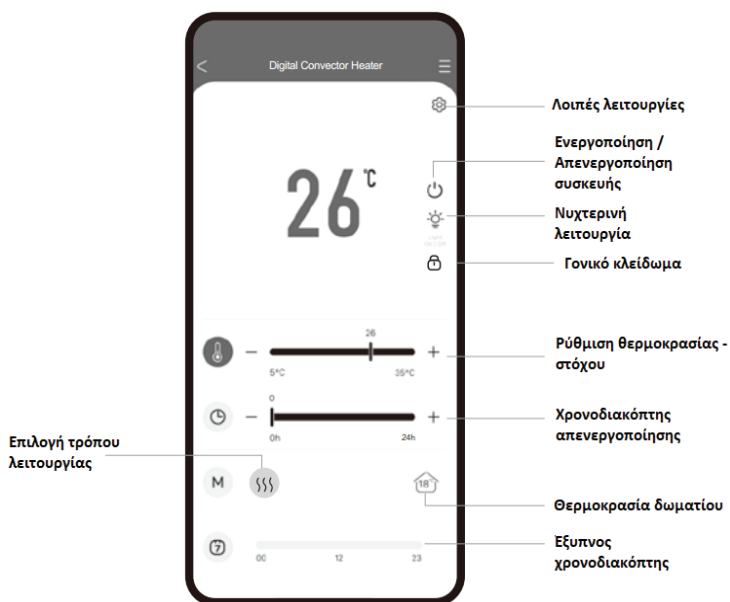 Digital Convector Heater
Λοιπές λειτουργίες
Ενεργοποίηση /
Απενεργοποίηση
συσκευής
26 °C
Νυχτερινή
λειτουργία
Γονικό κλείδωμα
26
5°C
35°C
Ρύθμιση θερμοκρασίας -
στόχου
0
0h
24h
Χρονοδιακόπτης
απενεργοποίησης
Επιλογή τρόπου
λειτουργίας
M
18°
Θερμοκρασία δωματίου
7
00
12
23
Έξυπνος
χρονοδιακόπτης